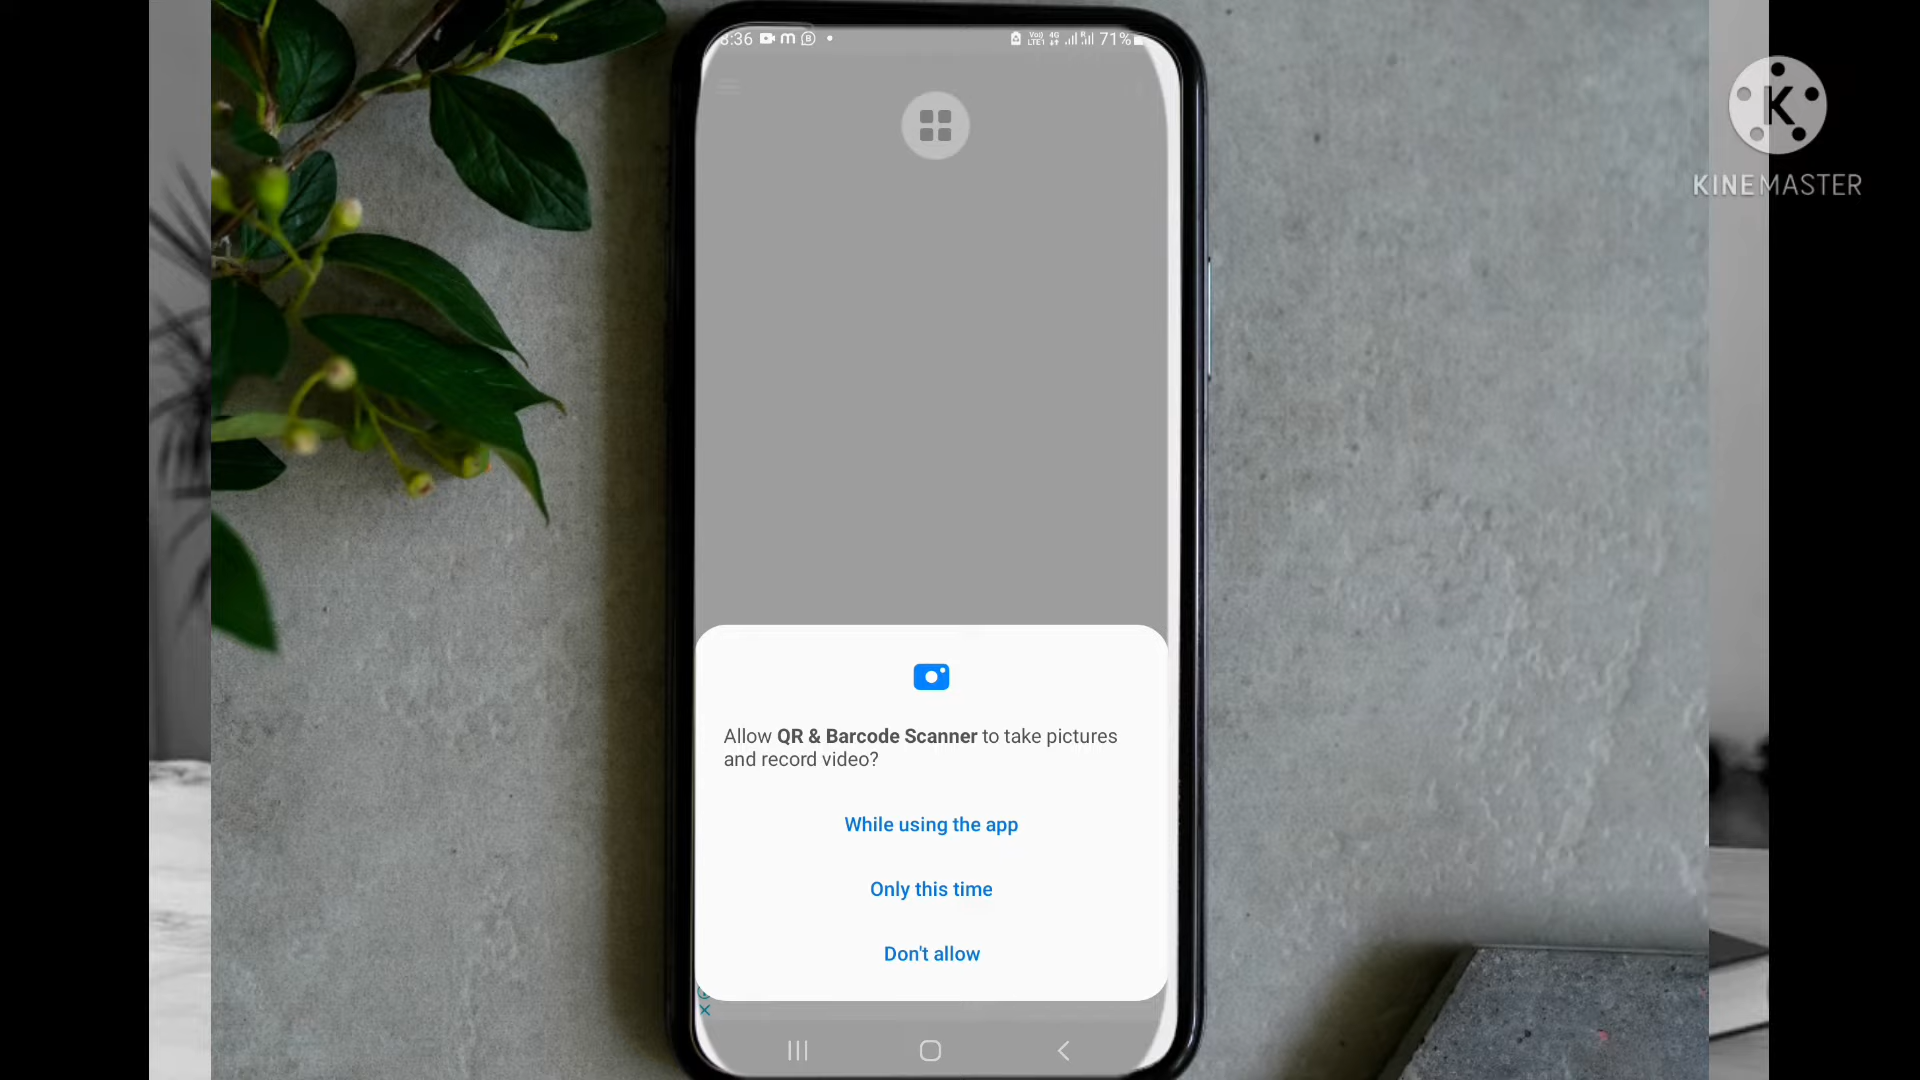 :36
71%
KINEMASTER
Allow QR & Barcode Scanner to take pictures
and record video?
While using the app
Only this time
Don't allow